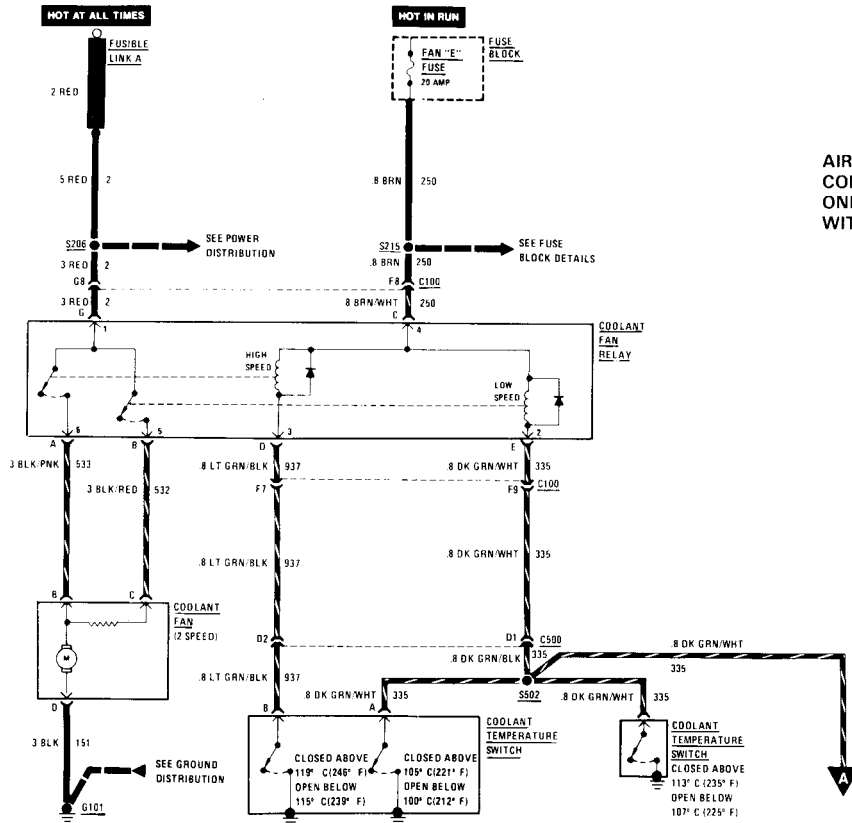 HOT AT ALL TIMES
HOT IN RUN
FUSIBLE
LINK A
2 RED
FAN "E"
FUSE
20 AMP
FUSE
BLOCK
5 RED 2
.8 BRN 250
AIR
CO
ON
WIT
S206
SEE POWER
DISTRIBUTION
S215
SEE FUSE
BLOCK DETAILS
3 RED 2
.8 BRN 250
G8
F8 C100
3 RED 2
8 BRN/WHT 250
G
C
1
4
COOLANT
FAN
RELAY
HIGH
SPEED
LOW
SPEED
6
5
3
2
A
B
D
E
3 BLK/PNK 533
.8 LT GRN/BLK 937
.8 DK GRN/WHT 335
3 BLK/RED 532
F7
F9 C100
.8 LT GRN/BLK 937
.8 DK GRN/WHT 335
B
C
COOLANT
FAN
(2 SPEED)
M
D2
D1 C500
.8 DK GRN/BLK 335
.8 DK GRN/WHT
335
.8 LT GRN/BLK 937
.8 DK GRN/WHT 335
S502
.8 DK GRN/WHT 335
D
B
A
3 BLK 151
COOLANT
TEMPERATURE
SWITCH
COOLANT
TEMPERATURE
SWITCH
SEE GROUND
DISTRIBUTION
CLOSED ABOVE
119° C(246° F)
OPEN BELOW
115° C(239° F)
CLOSED ABOVE
105° C(221° F)
OPEN BELOW
100° C(212° F)
CLOSED ABOVE
113° C (235° F)
OPEN BELOW
107° C (225° F)
A
G101